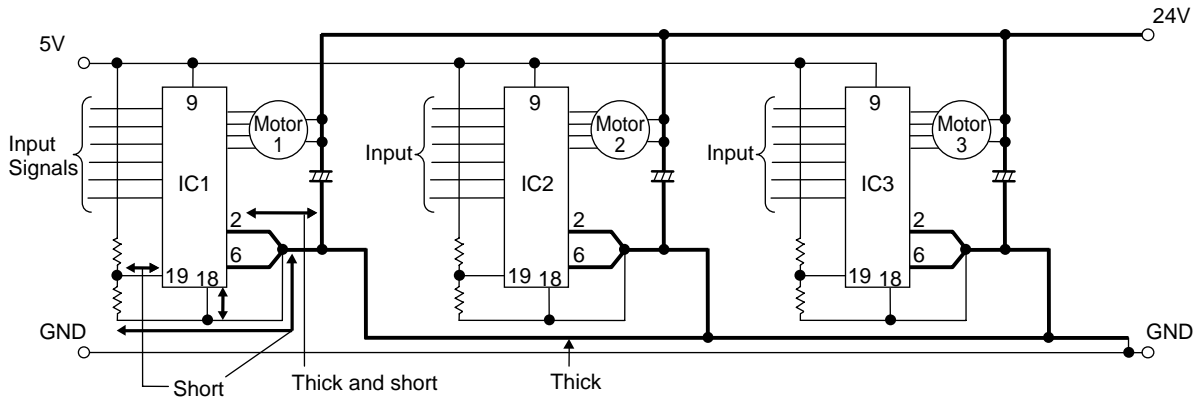 24V
5V
9
9
9
Motor
1
Motor
2
Motor
3
Input
Signals
Input
Input
IC1
IC2
IC3
2
2
2
6
6
6
19
18
19
18
19
18
GND
GND
Short
Thick and short
Thick